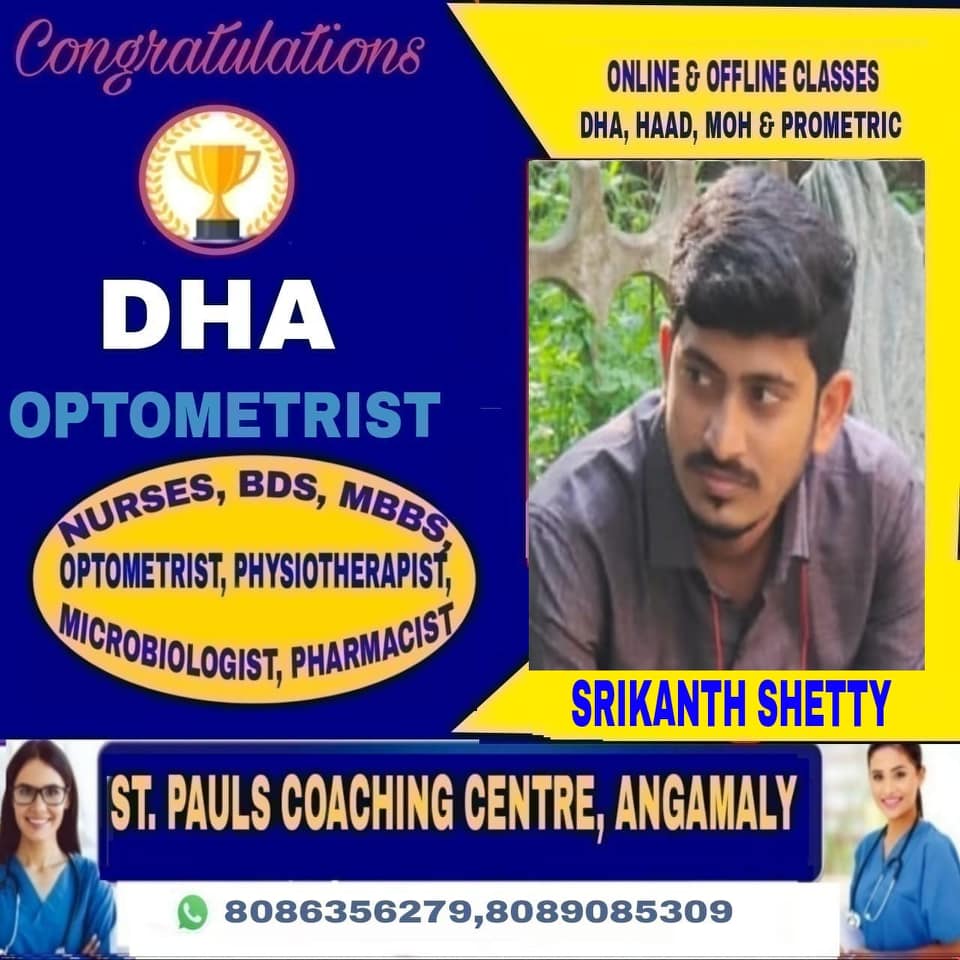 Congratulations
DHA
OPTOMETRIST
NURSES, BDS, MBBS,
OPTOMETRIST, PHYSIOTHERAPIST,
MICROBIOLOGIST, PHARMACIST
ONLINE & OFFLINE CLASSES
DHA, HAAD, MOH & PROMETRIC
SRIKANTH SHETTY
ST. PAULS COACHING CENTRE, ANGAMALY
8086356279,8089085309